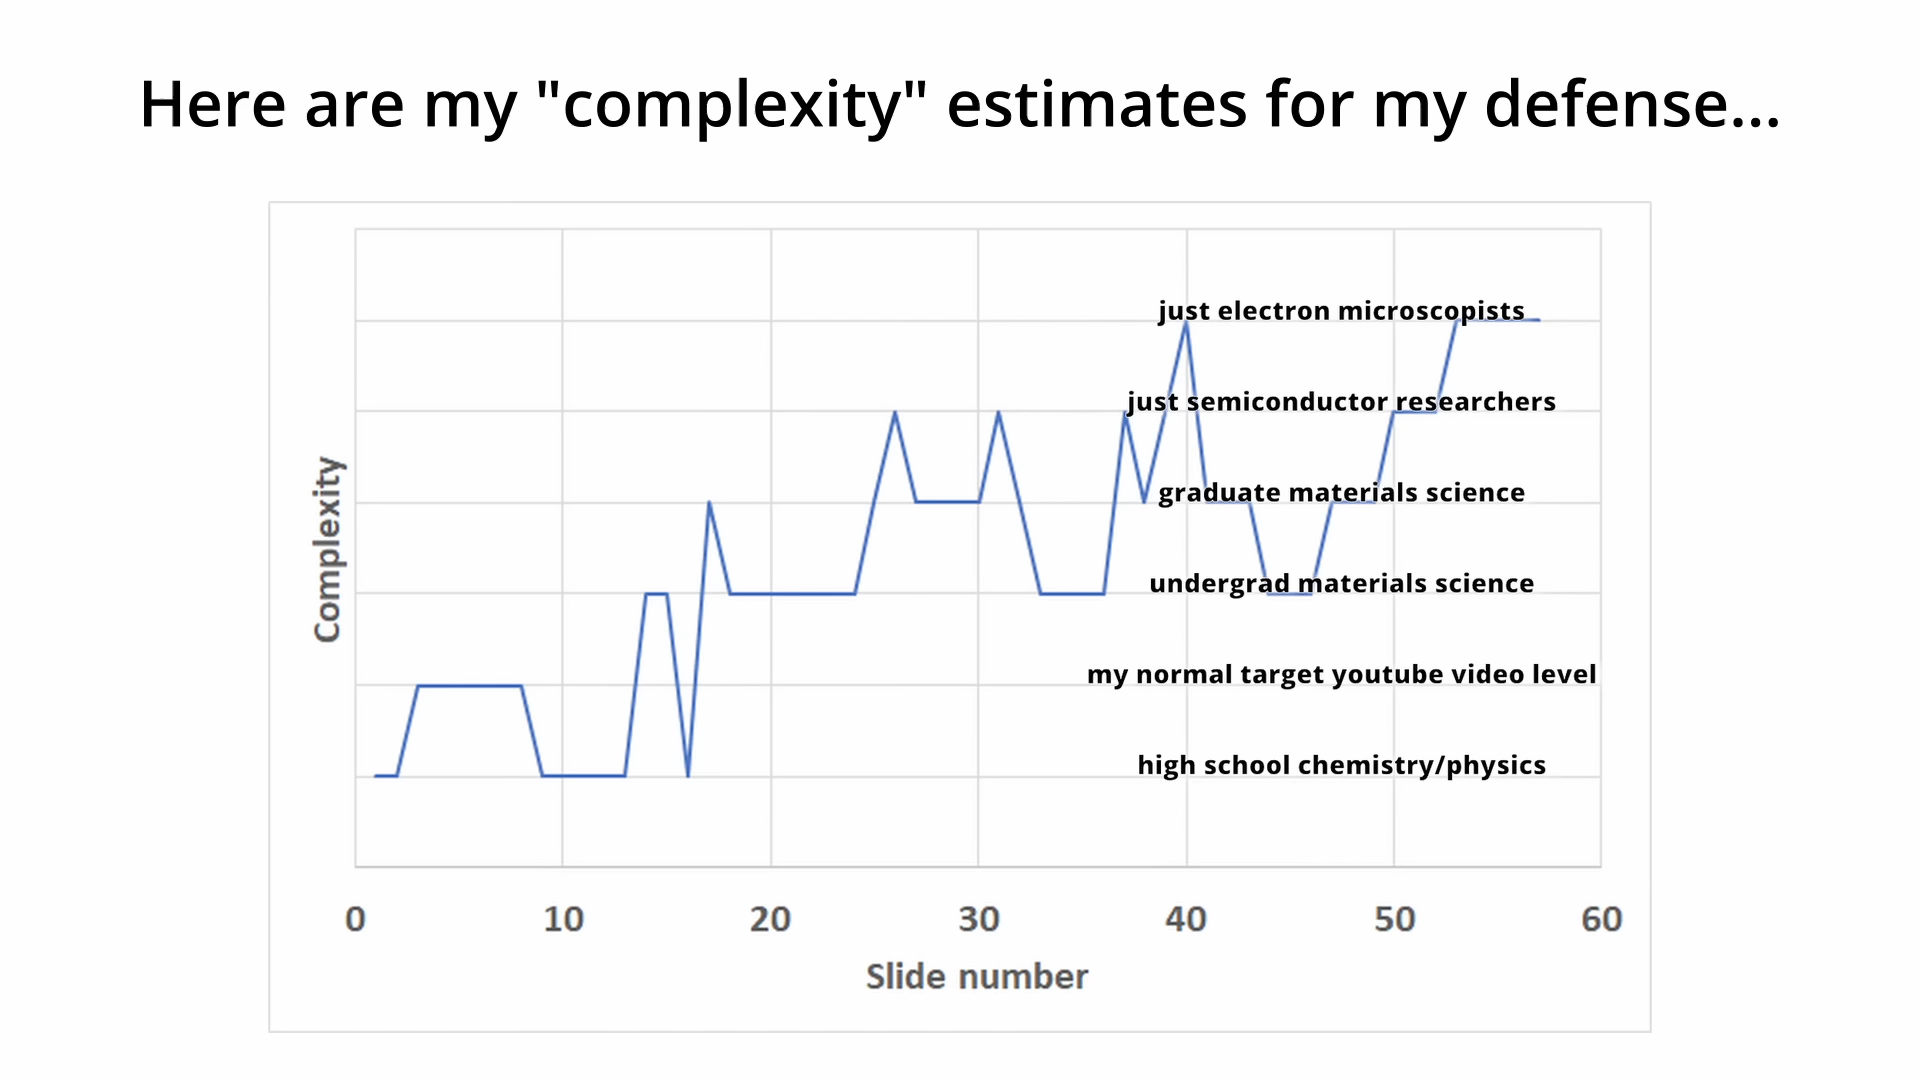 Here are my "complexity" estimates for my defense...
just electron microscopists
just semiconductor researchers
graduate materials science
undergrad materials science
my normal target youtube video level
high school chemistry/physics
Complexity
0 10 20 30 40 50 60
Slide number